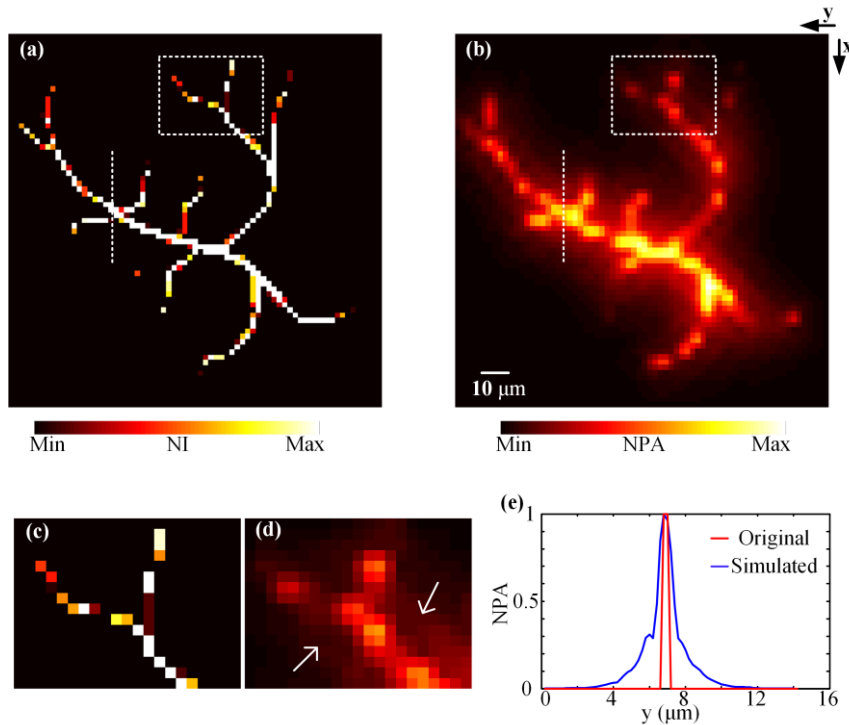 (a)
(b)
y
x
10 μm
Min NI Max
Min NPA Max
(c)
(d)
(e)
1
0.5
0
NPA
Original
Simulated
0 4 8 12 16
y (μm)